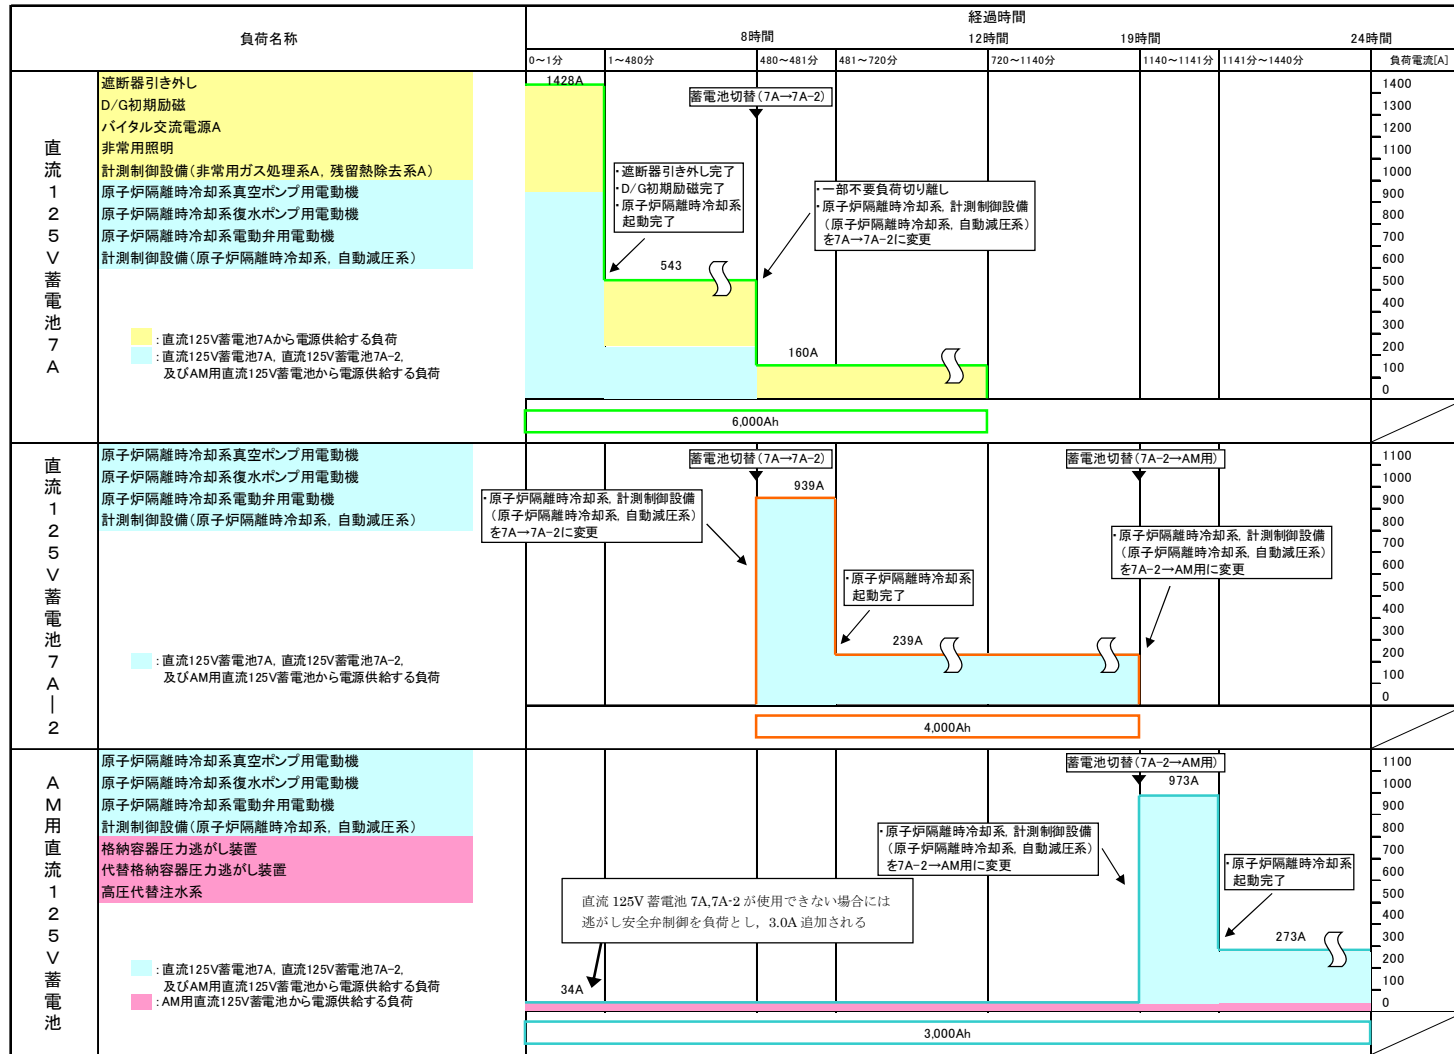 負荷名称
経過時間
8時間
12時間
19時間
24時間
0～1分
1～480分
480～481分
481～720分
720～1140分
1140～1141分
1141分～1440分
負荷電流[A]
直流125V蓄電池7A
遮断器引き外し
D/G初期励磁
バイタル交流電源A
非常用照明
計測制御設備(非常用ガス処理系A, 残留熱除去系A)
原子炉隔離時冷却系真空ポンプ用電動機
原子炉隔離時冷却系復水ポンプ用電動機
原子炉隔離時冷却系電動弁用電動機
計測制御設備(原子炉隔離時冷却系, 自動減圧系)
:直流125V蓄電池7Aから電源供給する負荷
:直流125V蓄電池7A, 直流125V蓄電池7A-2,
及びAM用直流125V蓄電池から電源供給する負荷
1428A
蓄電池切替(7A→7A-2)
・遮断器引き外し完了
・D/G初期励磁完了
・原子炉隔離時冷却系
起動完了
・一部不要負荷切り離し
・原子炉隔離時冷却系, 計測制御設備
(原子炉隔離時冷却系, 自動減圧系)
を7A→7A-2に変更
543
160A
6,000Ah
1400
1300
1200
1100
1000
900
800
700
600
500
400
300
200
100
0
直流125V蓄電池7A―2
原子炉隔離時冷却系真空ポンプ用電動機
原子炉隔離時冷却系復水ポンプ用電動機
原子炉隔離時冷却系電動弁用電動機
計測制御設備(原子炉隔離時冷却系, 自動減圧系)
:直流125V蓄電池7A, 直流125V蓄電池7A-2,
及びAM用直流125V蓄電池から電源供給する負荷
蓄電池切替(7A→7A-2)
蓄電池切替(7A-2→AM用)
939A
・原子炉隔離時冷却系, 計測制御設備
(原子炉隔離時冷却系, 自動減圧系)
を7A→7A-2に変更
・原子炉隔離時冷却系
起動完了
・原子炉隔離時冷却系, 計測制御設備
(原子炉隔離時冷却系, 自動減圧系)
を7A-2→AM用に変更
239A
4,000Ah
1100
1000
900
800
700
600
500
400
300
200
100
0
AM用直流125V蓄電池
原子炉隔離時冷却系真空ポンプ用電動機
原子炉隔離時冷却系復水ポンプ用電動機
原子炉隔離時冷却系電動弁用電動機
計測制御設備(原子炉隔離時冷却系, 自動減圧系)
格納容器圧力逃がし装置
代替格納容器圧力逃がし装置
高圧代替注水系
:直流125V蓄電池7A, 直流125V蓄電池7A-2,
及びAM用直流125V蓄電池から電源供給する負荷
:AM用直流125V蓄電池から電源供給する負荷
蓄電池切替(7A-2→AM用)
973A
・原子炉隔離時冷却系, 計測制御設備
(原子炉隔離時冷却系, 自動減圧系)
を7A-2→AM用に変更
・原子炉隔離時冷却系
起動完了
直流 125V 蓄電池 7A,7A-2 が使用できない場合には
逃がし安全弁制御を負荷とし, 3.0A 追加される
34A
273A
3,000Ah
1100
1000
900
800
700
600
500
400
300
200
100
0